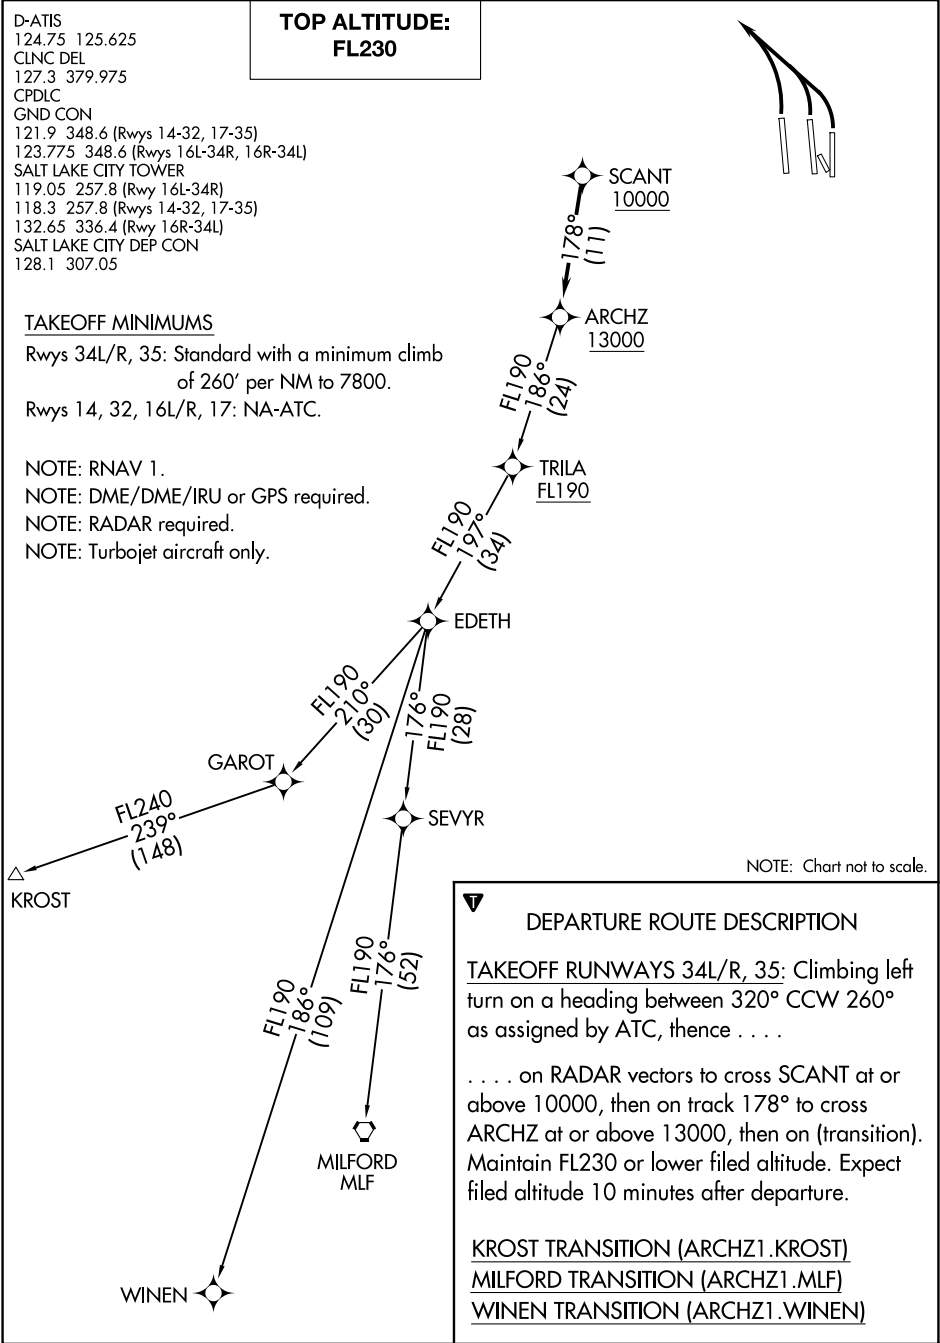 D-ATIS
124.75 125.625
CLNC DEL
127.3 379.975
CPDLC
GND CON
121.9 348.6 (Rwys 14-32, 17-35)
123.775 348.6 (Rwys 16L-34R, 16R-34L)
SALT LAKE CITY TOWER
119.05 257.8 (Rwy 16L-34R)
118.3 257.8 (Rwys 14-32, 17-35)
132.65 336.4 (Rwy 16R-34L)
SALT LAKE CITY DEP CON
128.1 307.05
TOP ALTITUDE:
FL230
TAKEOFF MINIMUMS
Rwys 34L/R, 35: Standard with a minimum climb
of 260' per NM to 7800.
Rwys 14, 32, 16L/R, 17: NA-ATC.
NOTE: RNAV 1.
NOTE: DME/DME/IRU or GPS required.
NOTE: RADAR required.
NOTE: Turbojet aircraft only.
SCANT
10000
178°
(11)
ARCHZ
13000
FL190
186°
(24)
TRILA
FL190
FL190
197°
(34)
EDETH
FL190
210°
(30)
176°
FL190
(28)
GAROT
SEVYR
FL240
239°
(148)
KROST
FL190
186°
(109)
FL190
176°
(52)
MILFORD
MLF
WINEN
NOTE: Chart not to scale.
T
DEPARTURE ROUTE DESCRIPTION
TAKEOFF RUNWAYS 34L/R, 35: Climbing left
turn on a heading between 320° CCW 260°
as assigned by ATC, thence . . . .
. . . . on RADAR vectors to cross SCANT at or
above 10000, then on track 178° to cross
ARCHZ at or above 13000, then on (transition).
Maintain FL230 or lower filed altitude. Expect
filed altitude 10 minutes after departure.
KROST TRANSITION (ARCHZ1.KROST)
MILFORD TRANSITION (ARCHZ1.MLF)
WINEN TRANSITION (ARCHZ1.WINEN)